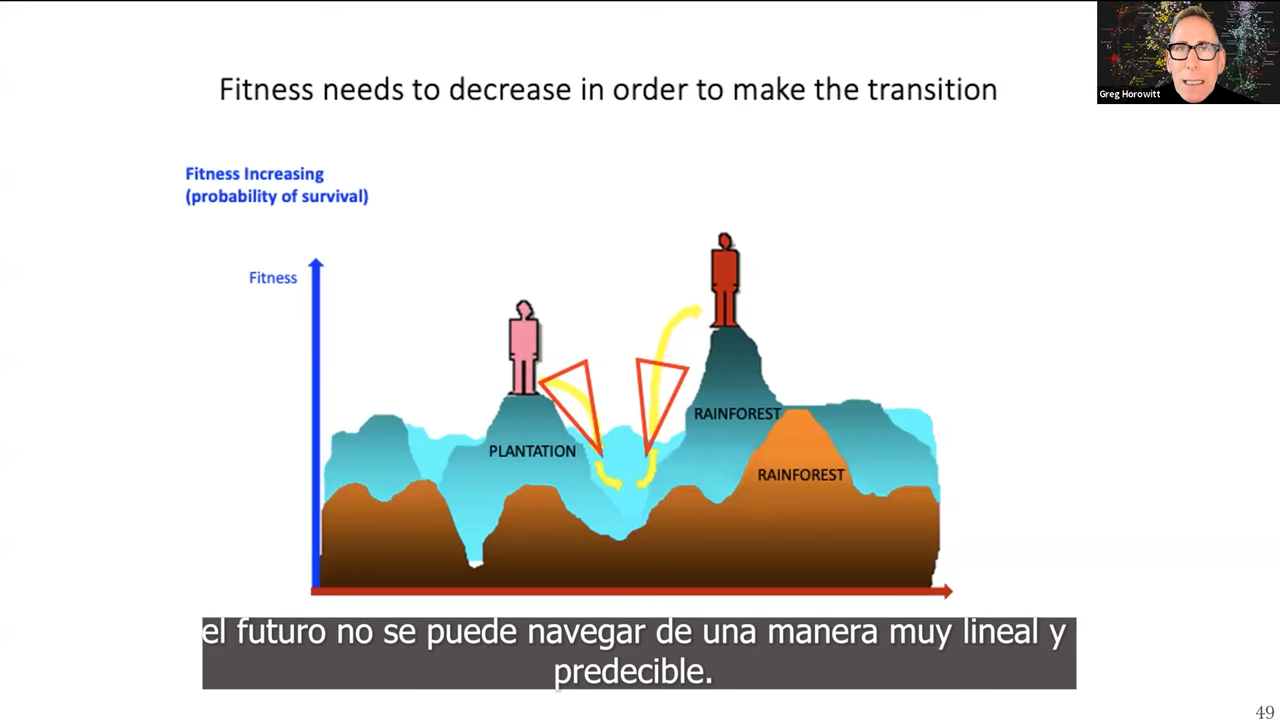 Greg Horowitt
Fitness needs to decrease in order to make the transition
Fitness Increasing
(probability of survival)
Fitness
RAINFOREST
PLANTATION
RAINFOREST
el futuro no se puede navegar de una manera muy lineal y
predecible.
49